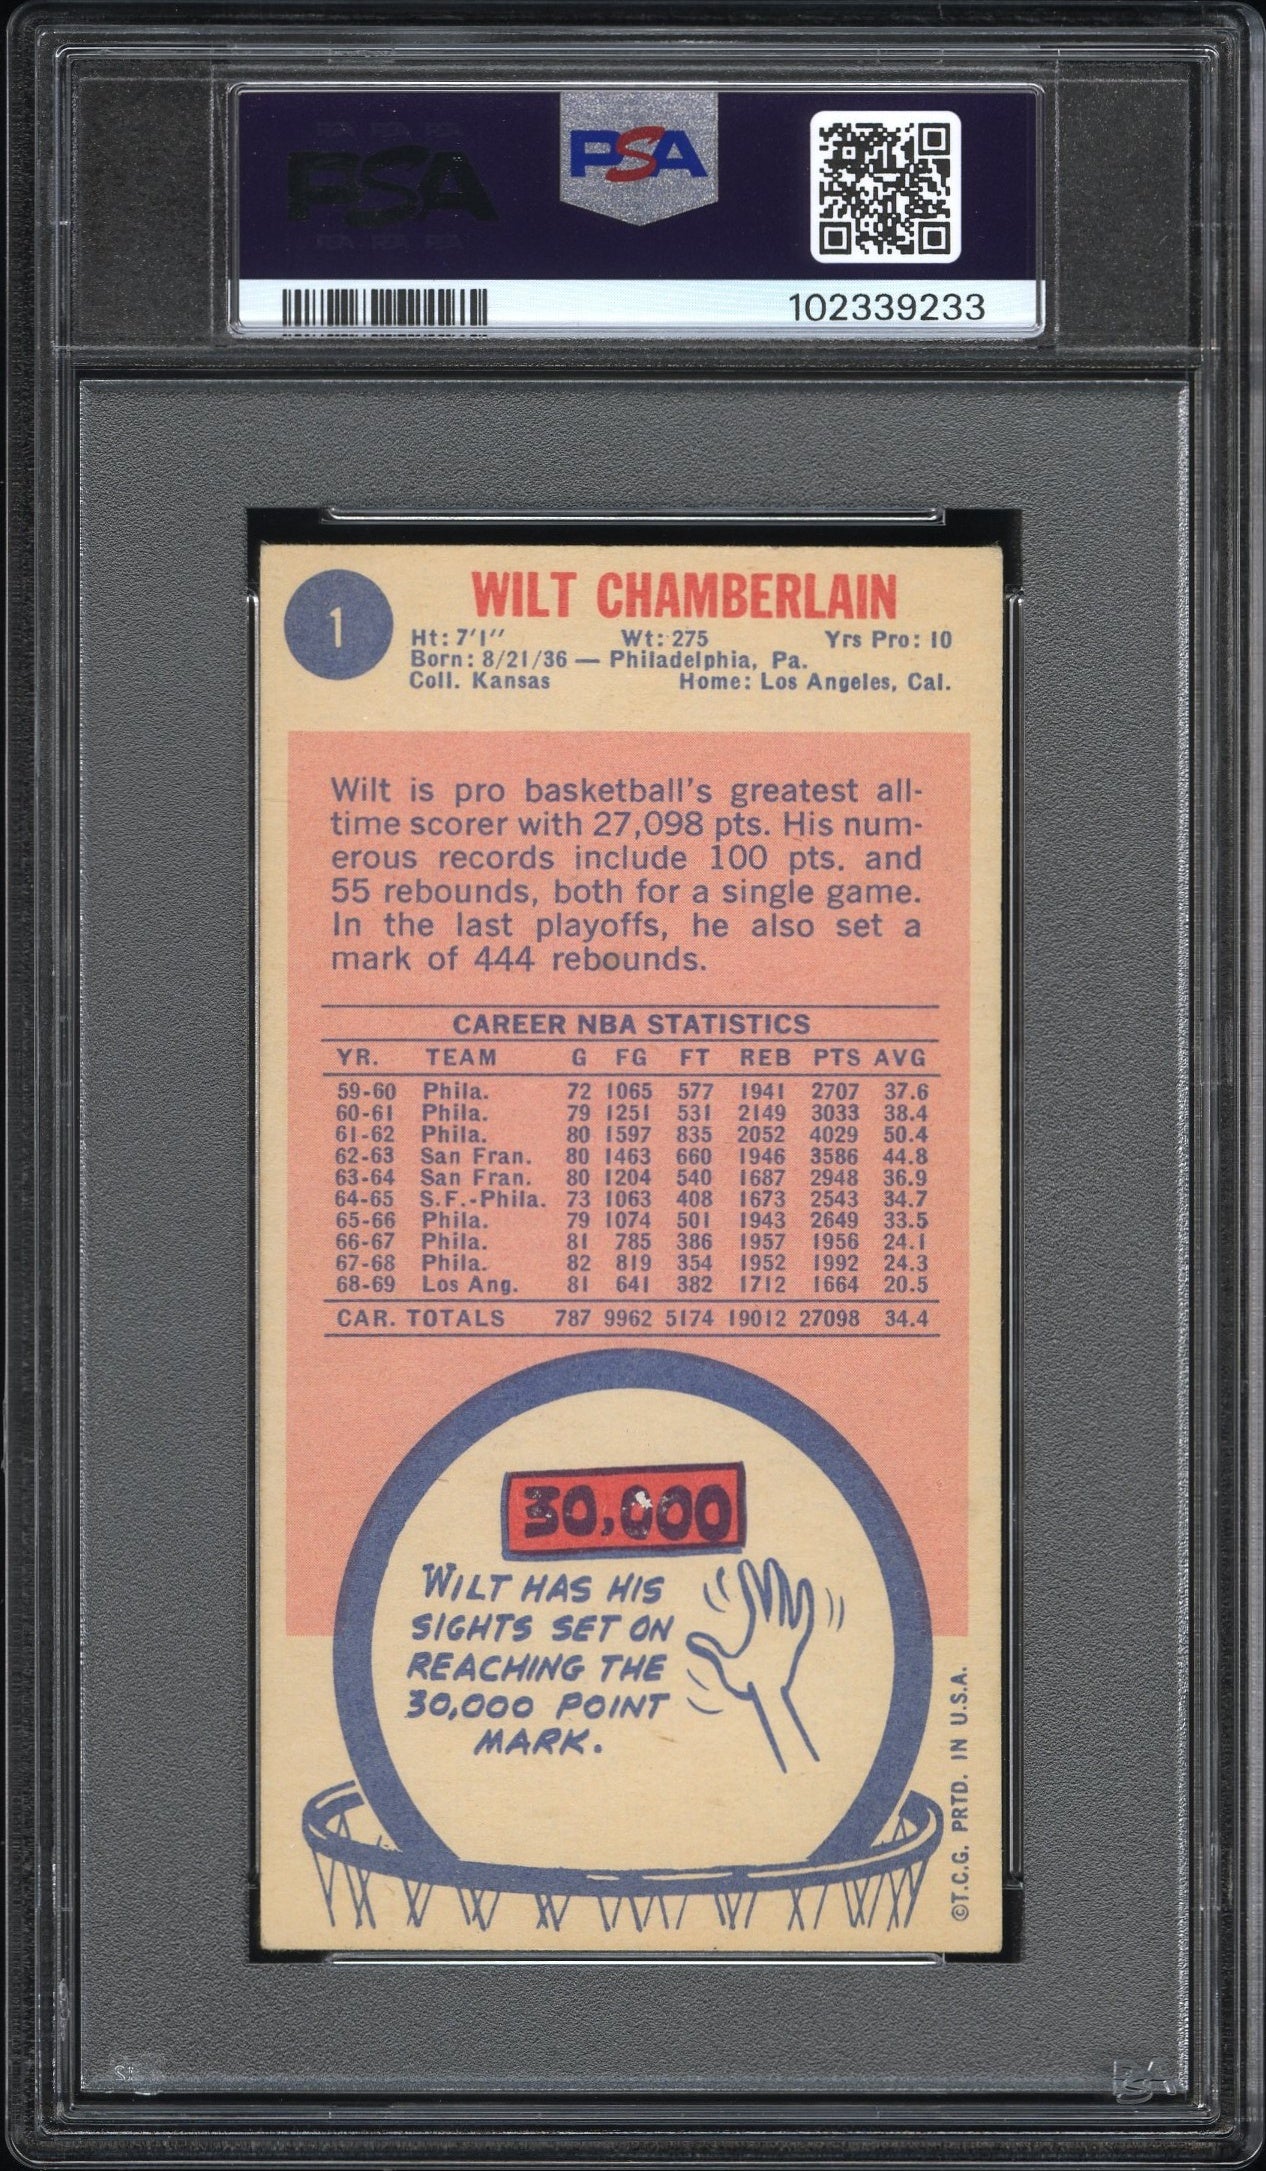 PSA
PSA
102339233
1
WILT CHAMBERLAIN
Ht: 7'1" Wt: 275 Yrs Pro: 10
Born: 8/21/36 — Philadelphia, Pa.
Coll. Kansas Home: Los Angeles, Cal.
Wilt is pro basketball's greatest all-
time scorer with 27,098 pts. His num-
erous records include 100 pts. and
55 rebounds, both for a single game.
In the last playoffs, he also set a
mark of 444 rebounds.
CAREER NBA STATISTICS
YR. TEAM G FG FT REB PTS AVG
59-60 Phila. 72 1065 577 1941 2707 37.6
60-61 Phila. 79 1251 531 2149 3033 38.4
61-62 Phila. 80 1597 835 2052 4029 50.4
62-63 San Fran. 80 1463 660 1946 3586 44.8
63-64 San Fran. 80 1204 540 1687 2948 36.9
64-65 S.F.-Phila. 73 1063 408 1673 2543 34.7
65-66 Phila. 79 1074 501 1943 2649 33.5
66-67 Phila. 81 785 386 1957 1956 24.1
67-68 Phila. 82 819 354 1952 1992 24.3
68-69 Los Ang. 81 641 382 1712 1664 20.5
CAR. TOTALS 787 9962 5174 19012 27098 34.4
30,000
WILT HAS HIS
SIGHTS SET ON
REACHING THE
30,000 POINT
MARK.
©T.C.G. PRTD. IN U.S.A.
PSA